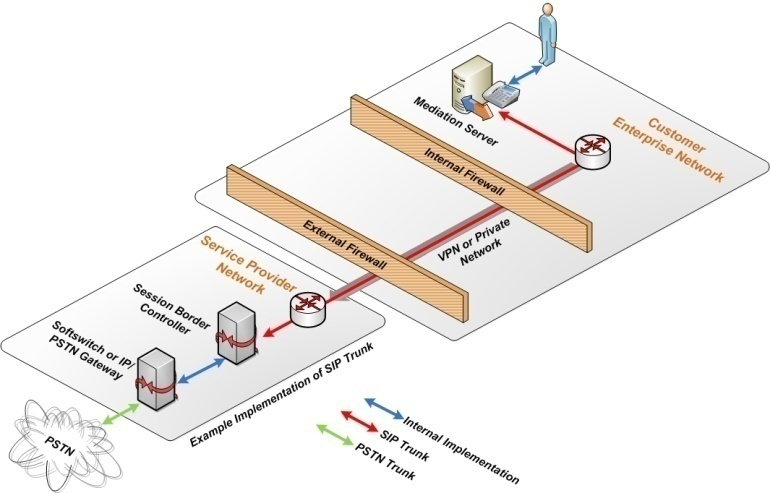 Customer
Enterprise Network
Mediation Server
Internal Firewall
External Firewall
VPN or Private
Network
Service Provider
Network
Session Border
Controller
Softswitch or IP/
PSTN Gateway
PSTN
Example Implementation of SIP Trunk
Internal Implementation
SIP Trunk
PSTN Trunk